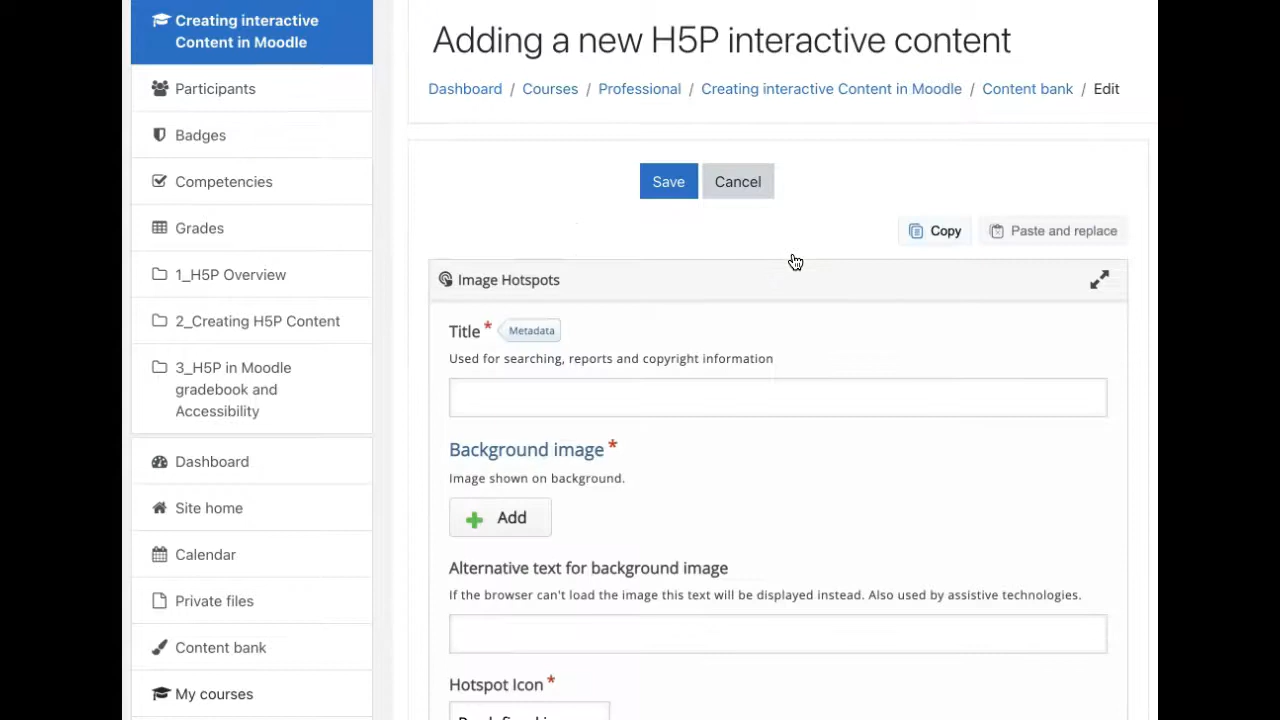 Creating interactive
Content in Moodle
Participants
Badges
Competencies
Grades
1_H5P Overview
2_Creating H5P Content
3_H5P in Moodle
gradebook and
Accessibility
Dashboard
Site home
Calendar
Private files
Content bank
My courses
Adding a new H5P interactive content
Dashboard / Courses / Professional / Creating interactive Content in Moodle / Content bank / Edit
Save Cancel
Copy Paste and replace
Image Hotspots
Title * Metadata
Used for searching, reports and copyright information
Background image *
Image shown on background.
Add
Alternative text for background image
If the browser can't load the image this text will be displayed instead. Also used by assistive technologies.
Hotspot Icon *